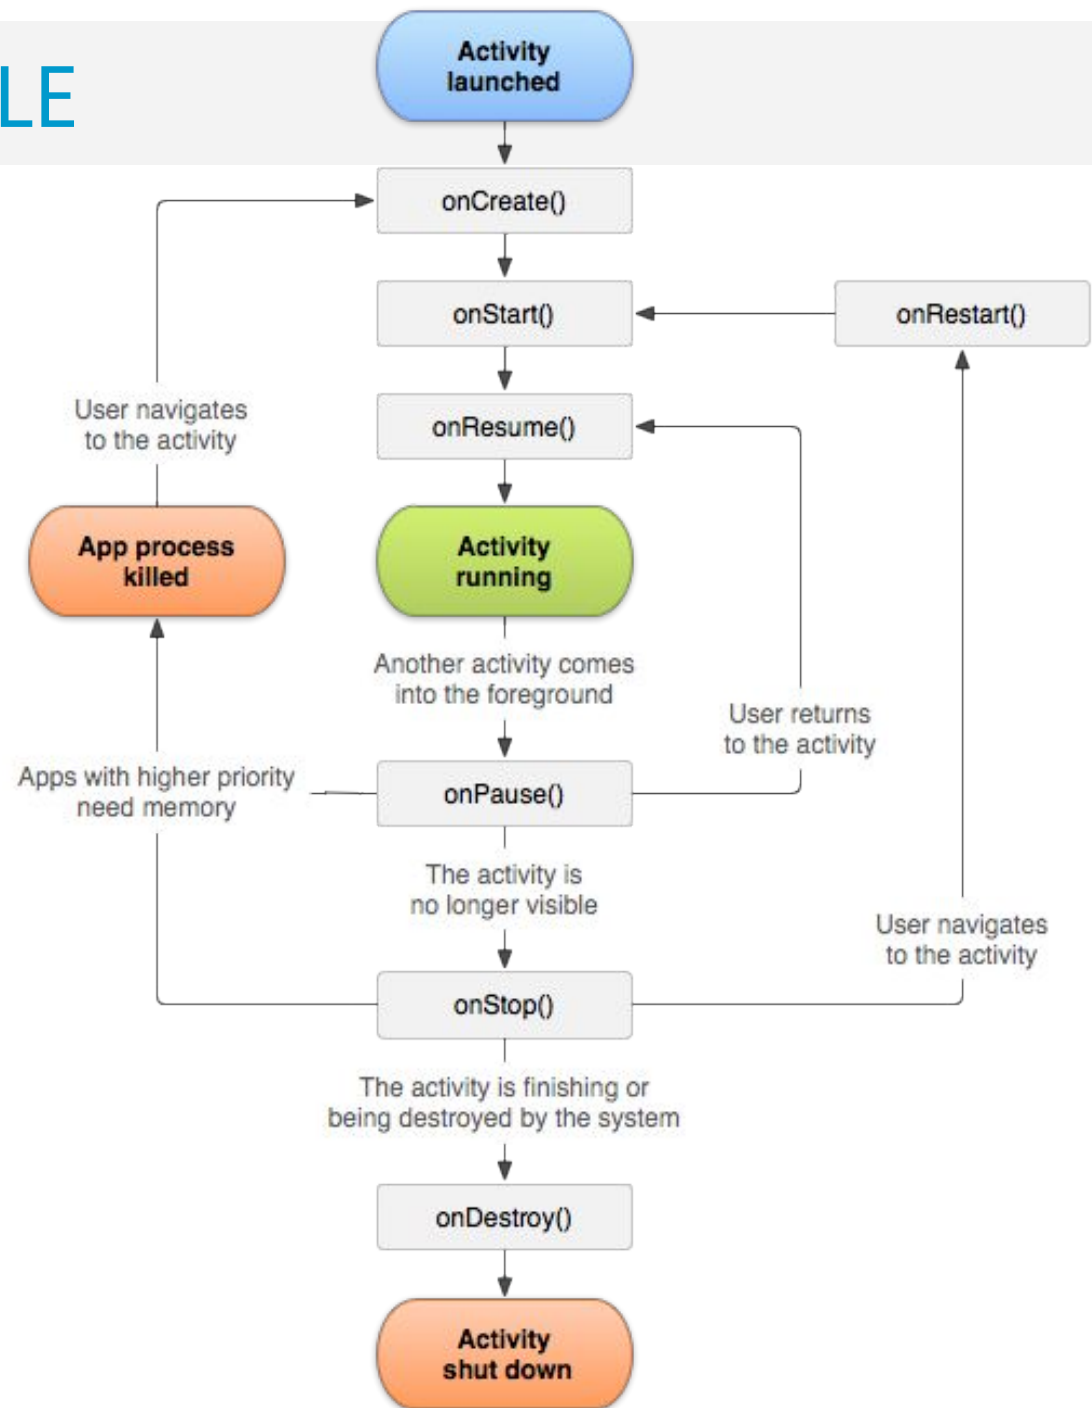 LE
Activity
launched
onCreate()
onStart()
onRestart()
onResume()
User navigates
to the activity
App process
killed
Activity
running
Another activity comes
into the foreground
User returns
to the activity
Apps with higher priority
need memory
onPause()
The activity is
no longer visible
User navigates
to the activity
onStop()
The activity is finishing or
being destroyed by the system
onDestroy()
Activity
shut down